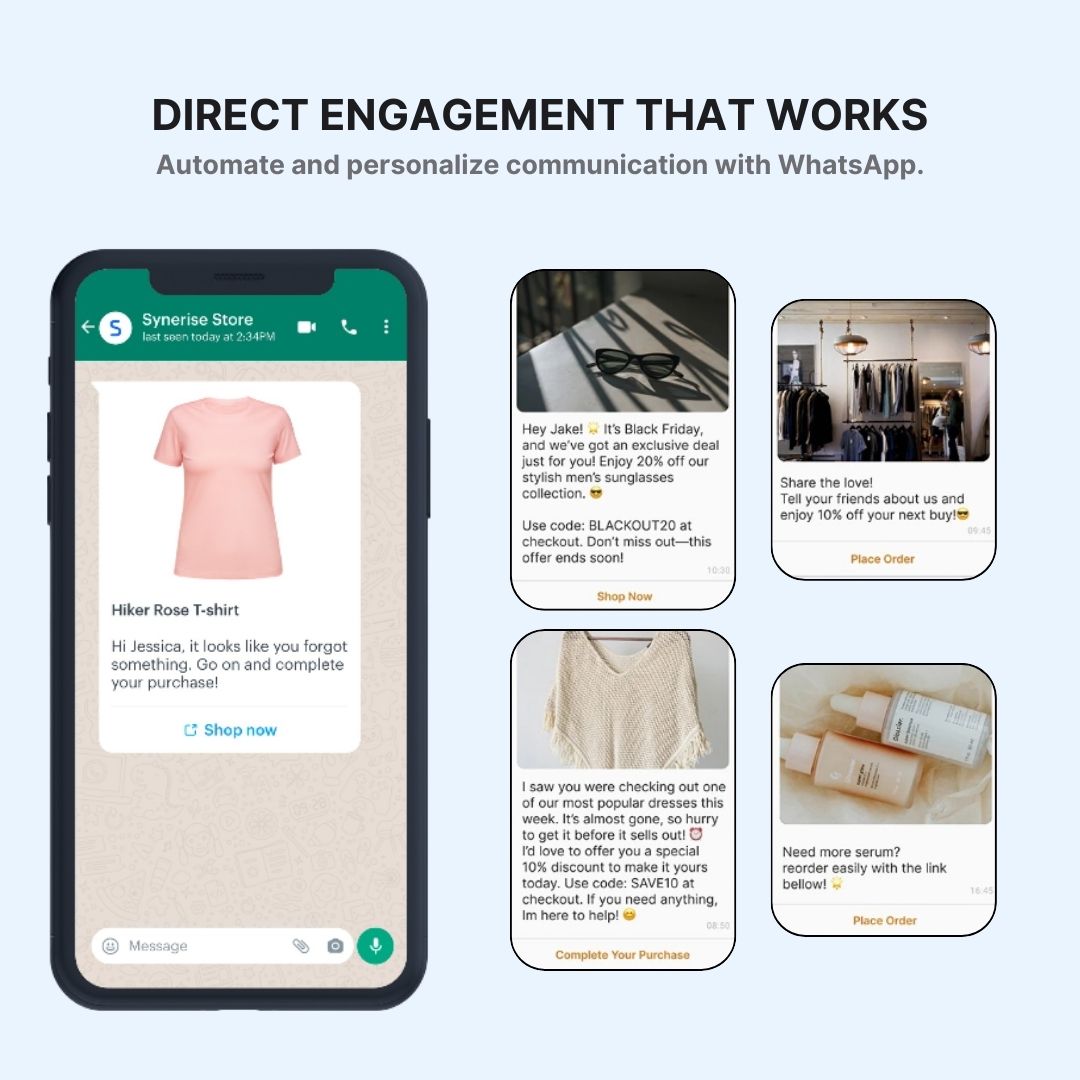 DIRECT ENGAGEMENT THAT WORKS
Automate and personalize communication with WhatsApp.
S
Synerise Store
last seen today at 2:34PM
Hiker Rose T-shirt
Hi Jessica, it looks like you forgot
something. Go on and complete
your purchase!
Shop now
Message
Hey Jake! 🌟 It’s Black Friday,
and we’ve got an exclusive deal
just for you! Enjoy 20% off our
stylish men’s sunglasses
collection. 😎
Use code: BLACKOUT20 at
checkout. Don’t miss out—this
offer ends soon!
10:30
Shop Now
Share the love!
Tell your friends about us and
enjoy 10% off your next buy!😎
09:45
Place Order
I saw you were checking out one
of our most popular dresses this
week. It’s almost gone, so hurry
to get it before it sells out! ⏰
I’d love to offer you a special
10% discount to make it yours
today. Use code: SAVE10 at
checkout. If you need anything,
Im here to help! 😊
08:50
Complete Your Purchase
Need more serum?
reorder easily with the link
bellow! 🌟
16:45
Place Order